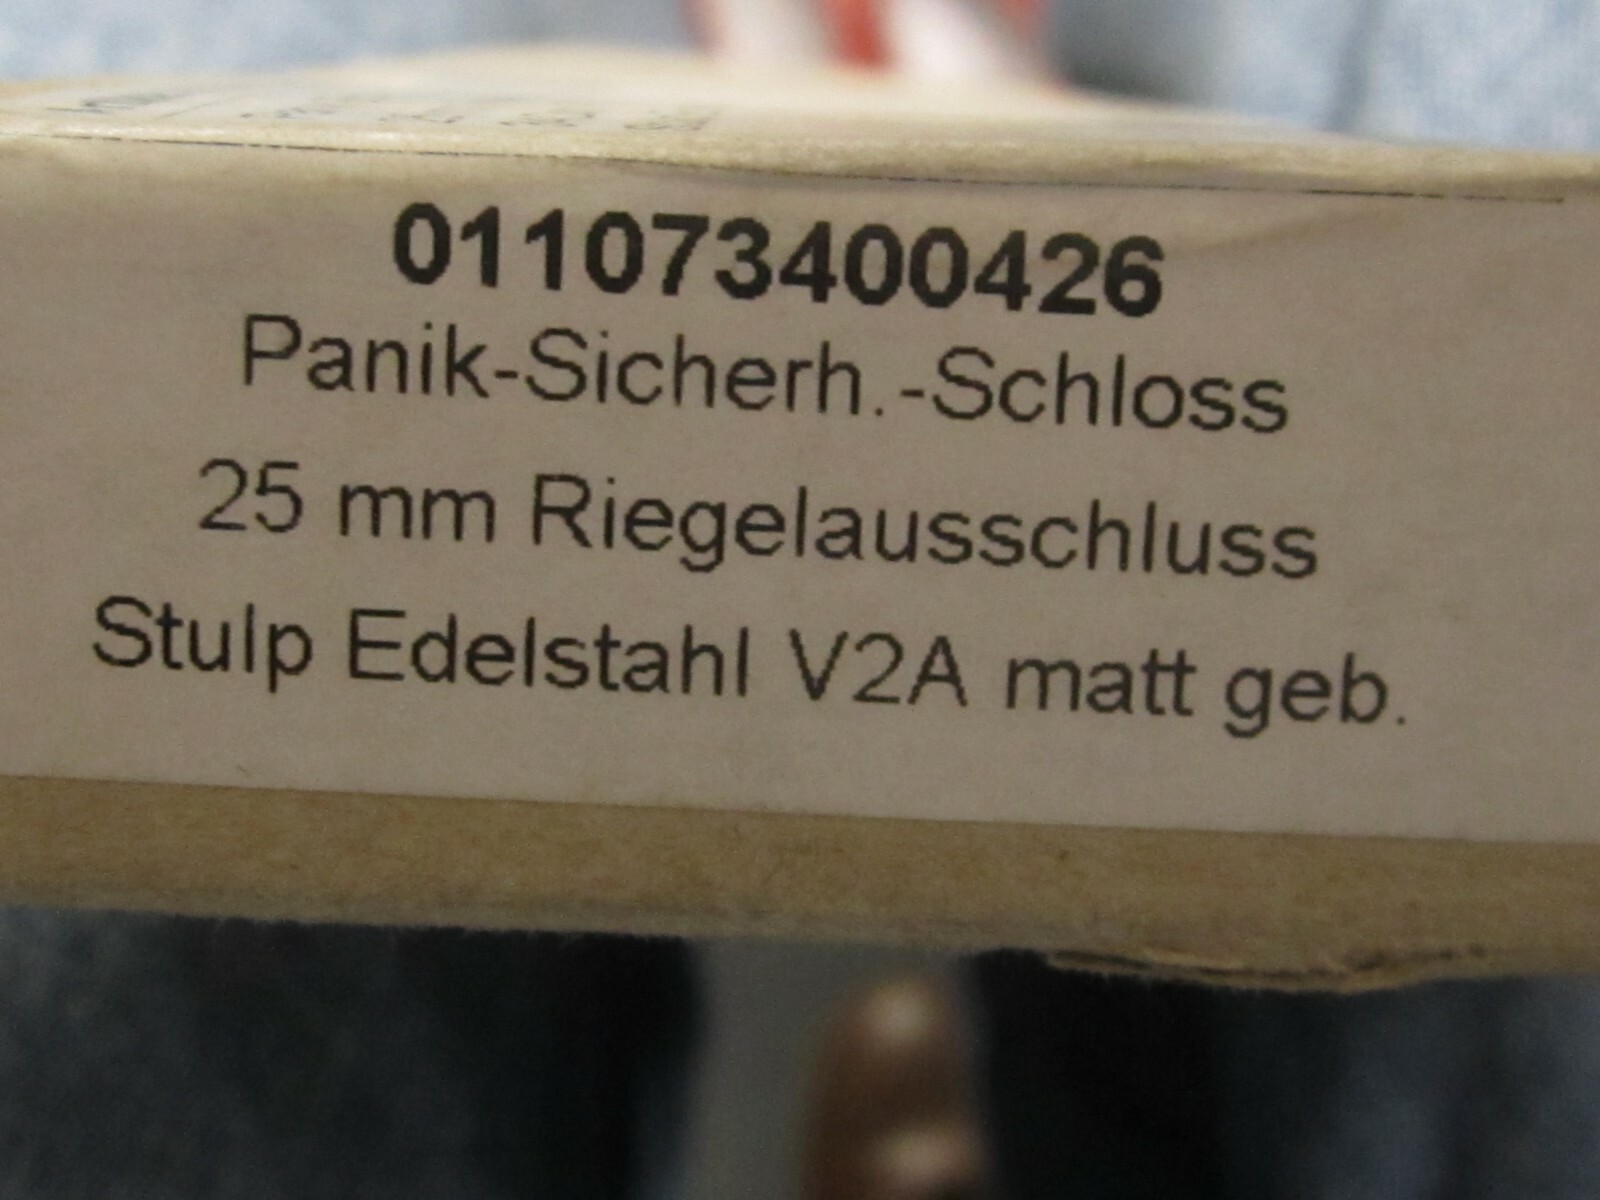 011073400426
Panik-Sicherh.-Schloss
25 mm Riegelausschluss
Stulp Edelstahl V2A matt geb.